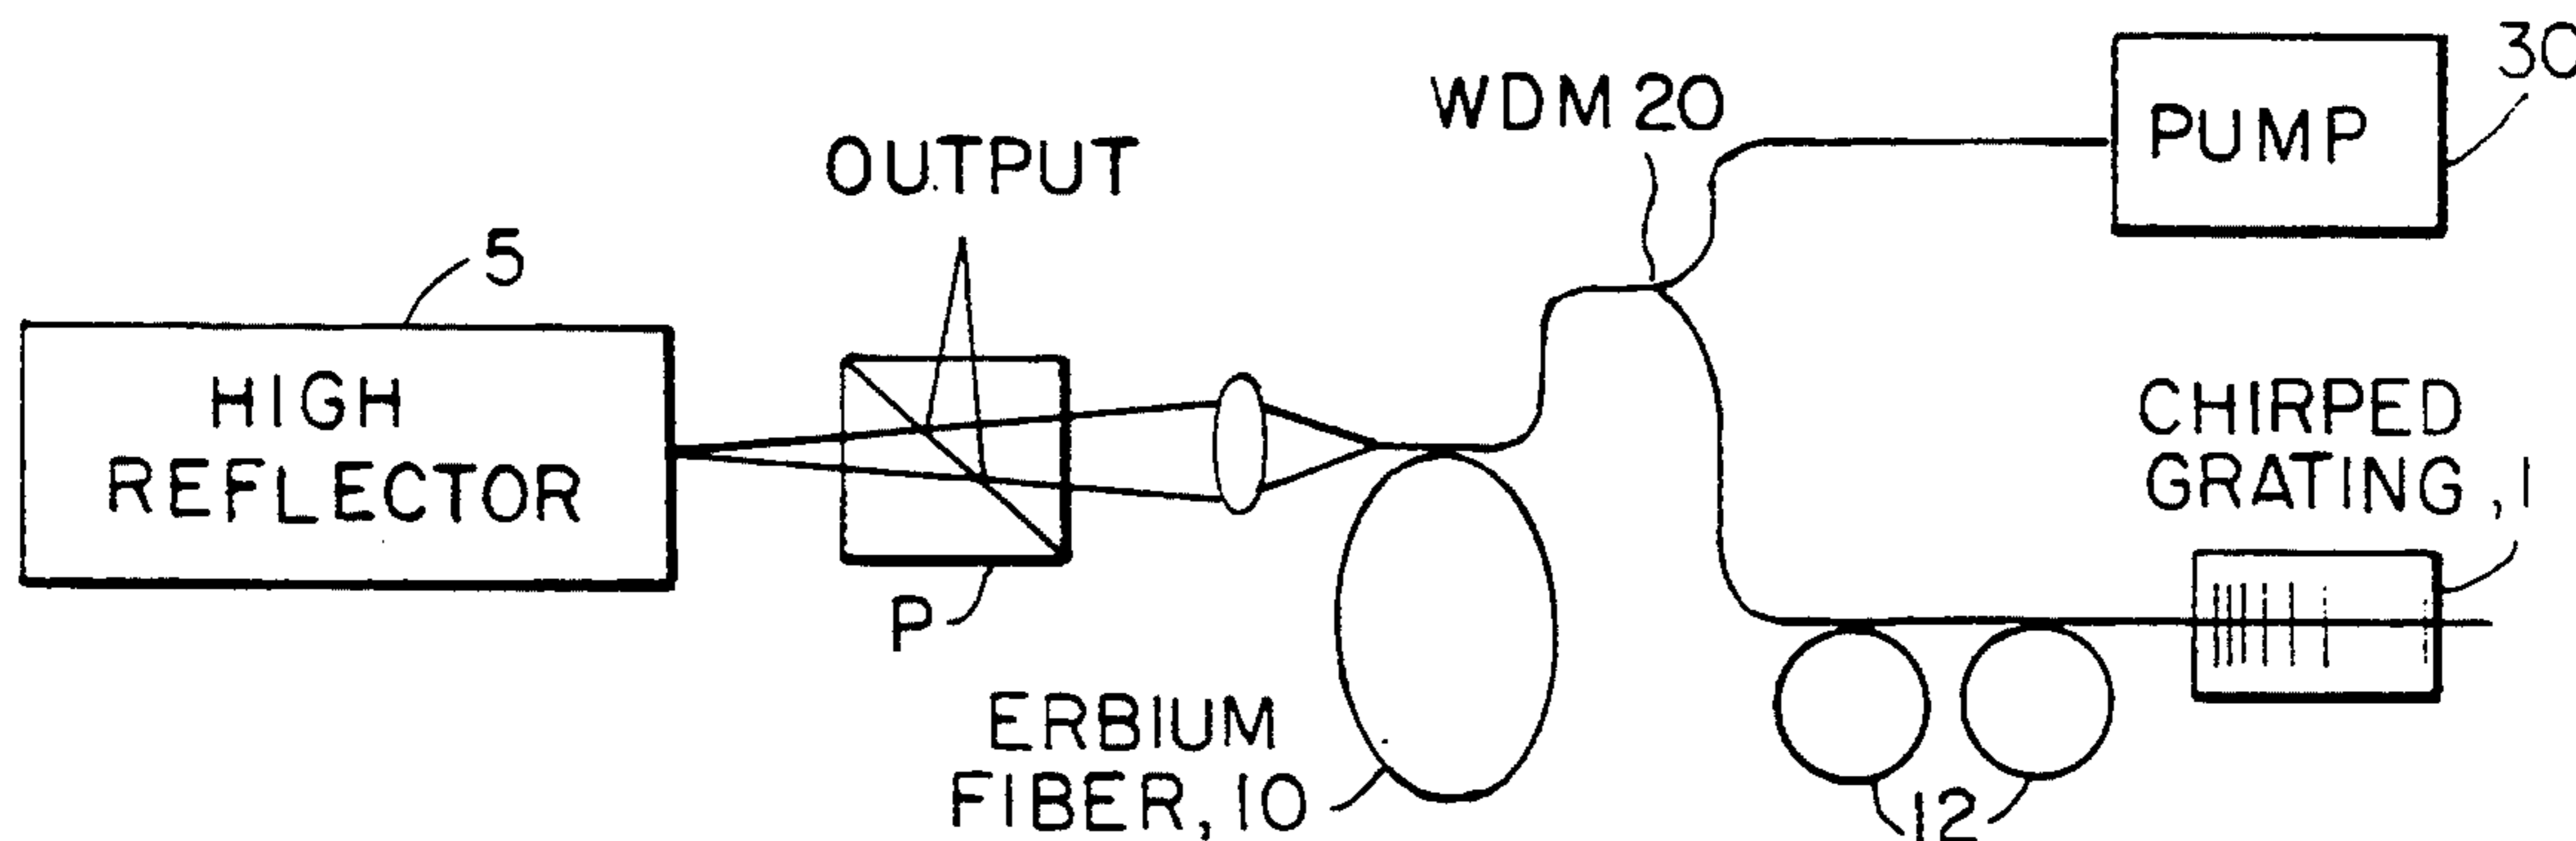 30
PUMP
WDM 20
OUTPUT
5
HIGH
REFLECTOR
CHIRPED
GRATING, 1
P
ERBIUM
FIBER, 10
12